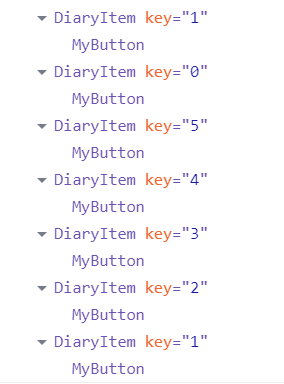 DiaryItem key="1"
MyButton
DiaryItem key="0"
MyButton
DiaryItem key="5"
MyButton
DiaryItem key="4"
MyButton
DiaryItem key="3"
MyButton
DiaryItem key="2"
MyButton
DiaryItem key="1"
MyButton